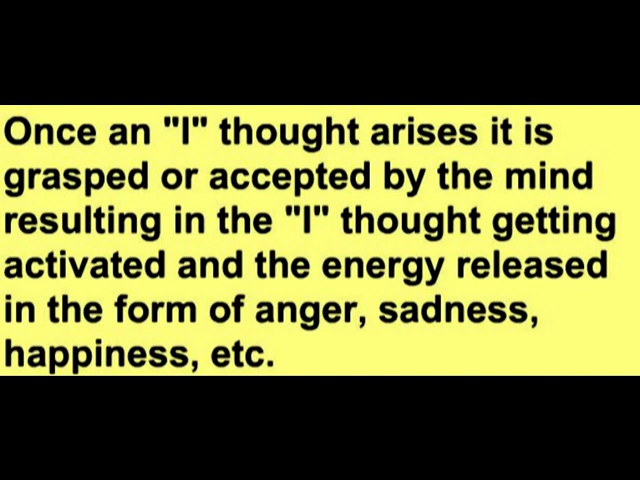 Once an "I" thought arises it is
grasped or accepted by the mind
resulting in the "I" thought getting
activated and the energy released
in the form of anger, sadness,
happiness, etc.